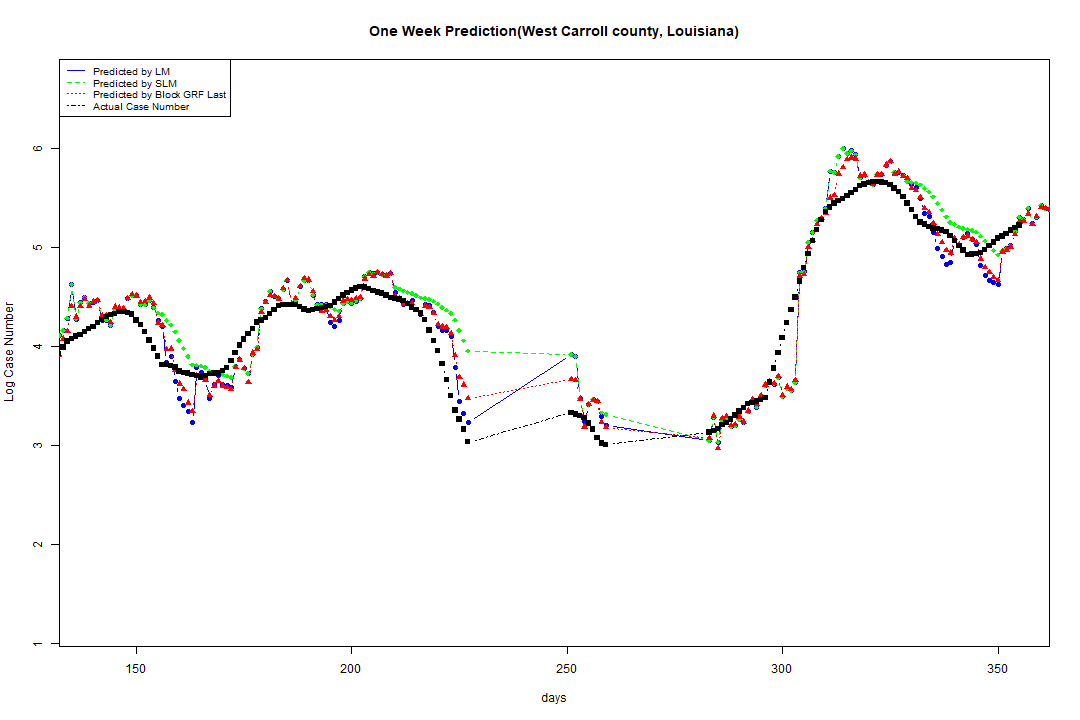 One Week Prediction(West Carroll county, Louisiana)
Predicted by LM
Predicted by SLM
Predicted by Block GRF Last
Actual Case Number
Log Case Number
6
5
4
3
2
1
150
200
250
300
350
days